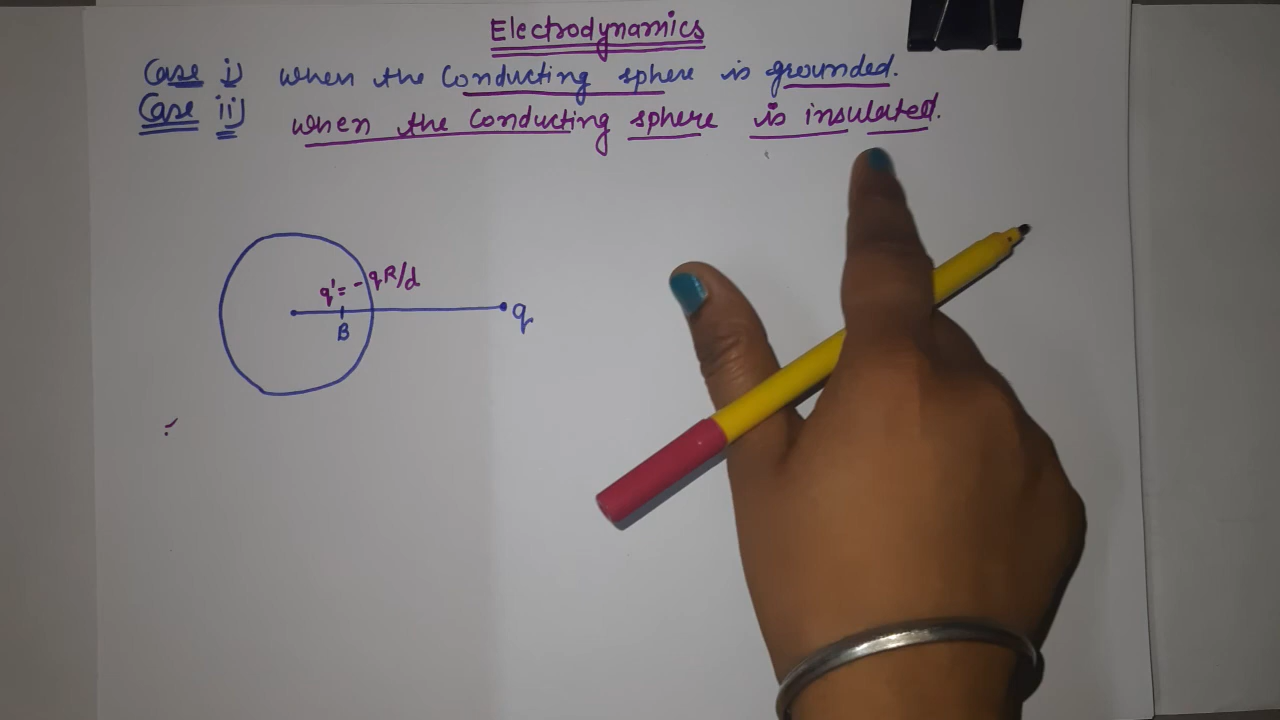 Electrodynamics
Case i) when the conducting sphere is grounded.
Case ii) when the conducting sphere is insulated.
q'= - qR/d
B
q